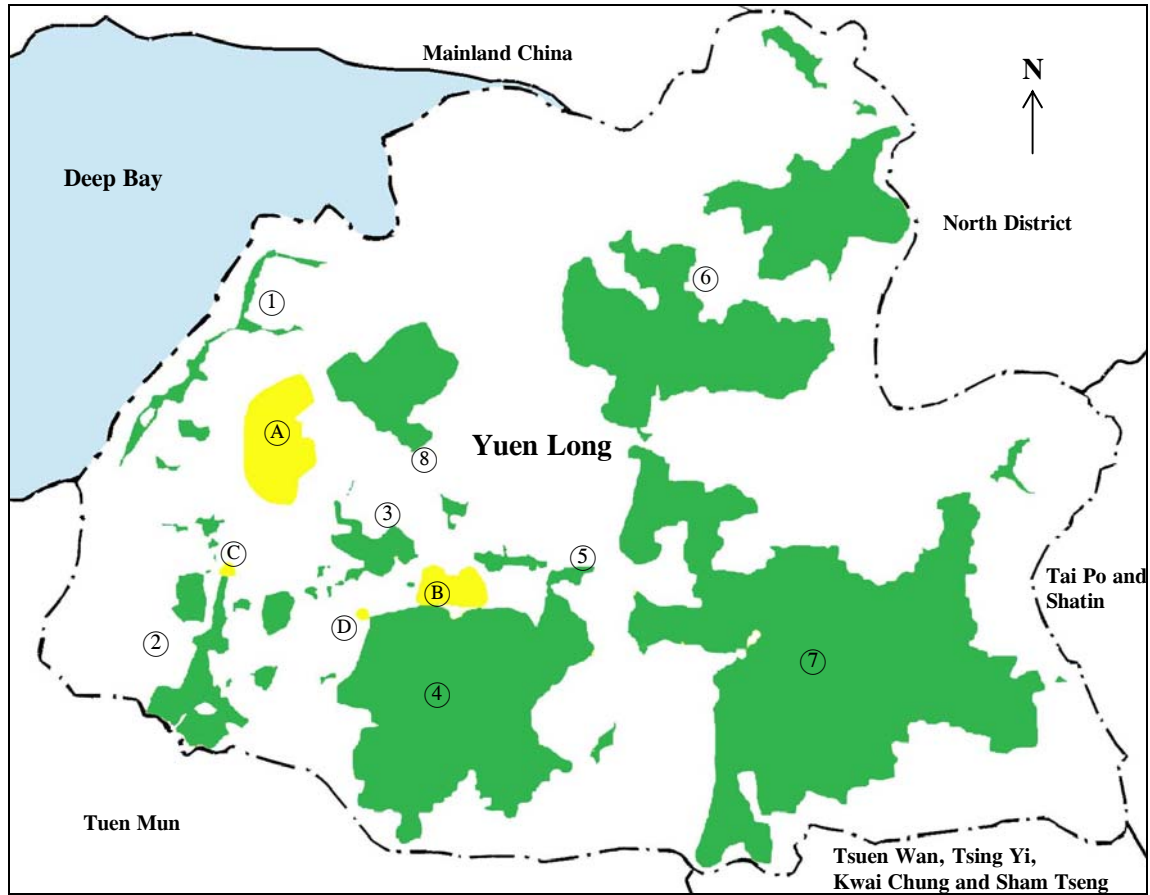 Mainland China
N
Deep Bay
North District
6
1
A
Yuen Long
8
3
C
5
B
Tai Po and
Shatin
D
2
7
4
Tuen Mun
Tsuen Wan, Tsing Yi,
Kwai Chung and Sham Tseng